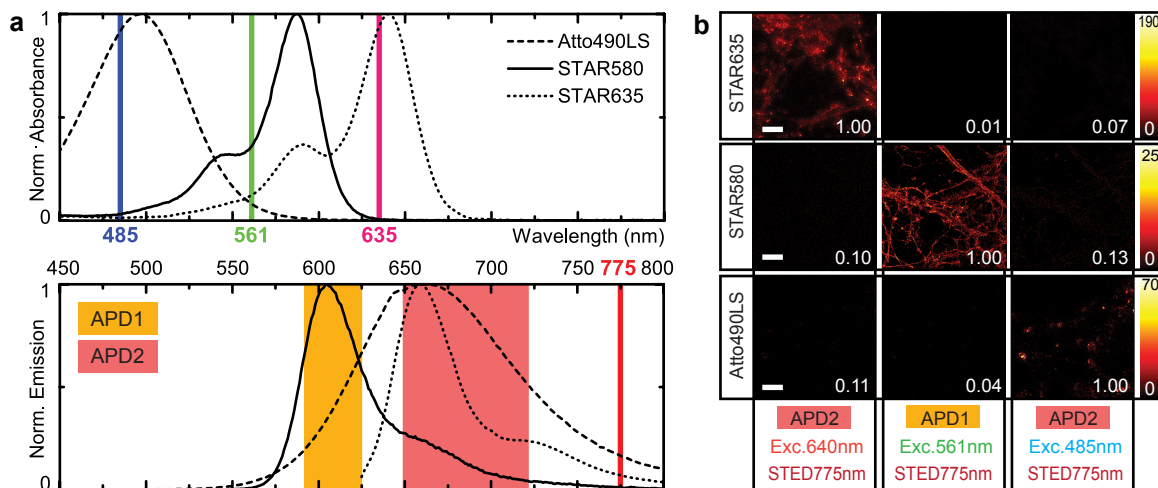 a
Norm · Absorbance
1
0
Atto490LS
STAR580
STAR635
485
561
635
Wavelength (nm)
450 500 550 600 650 700 750 775 800
Norm. Emission
1
0
APD1
APD2
b
STAR635
1.00
0.01
0.07
190
0
STAR580
0.10
1.00
0.13
25
0
Atto490LS
0.11
0.04
1.00
70
0
APD2 APD1 APD2
Exc.640nm Exc.561nm Exc.485nm
STED775nm STED775nm STED775nm